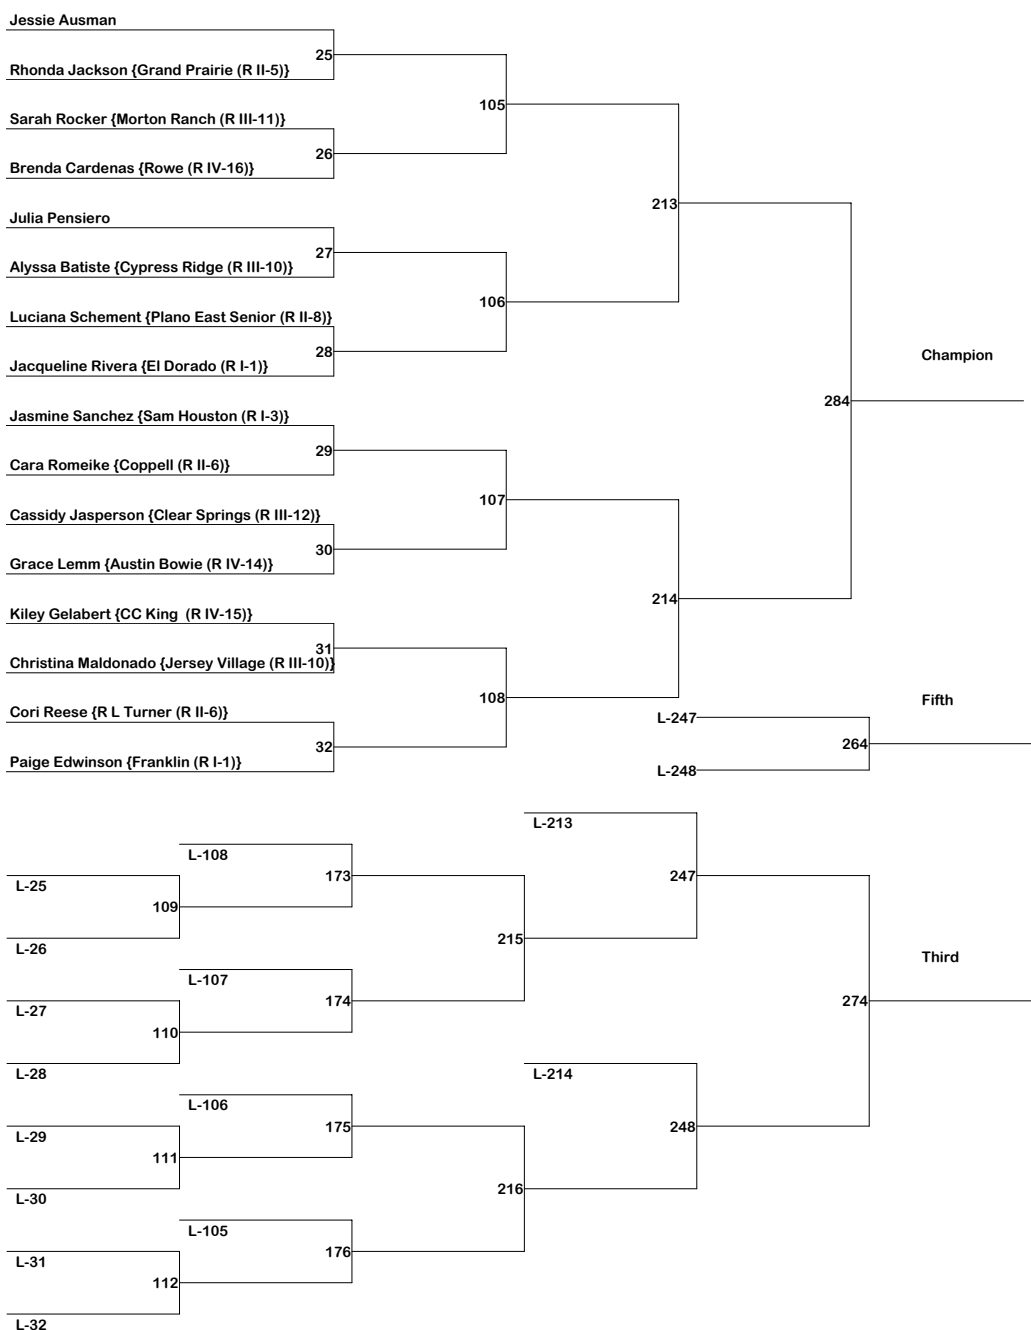 Jessie Ausman
25
Rhonda Jackson {Grand Prairie (R II-5)}
105
Sarah Rocker {Morton Ranch (R III-11)}
26
Brenda Cardenas {Rowe (R IV-16)}
213
Julia Pensiero
27
Alyssa Batiste {Cypress Ridge (R III-10)}
106
Luciana Schement {Plano East Senior (R II-8)}
28
Jacqueline Rivera {El Dorado (R I-1)}
Champion
284
Jasmine Sanchez {Sam Houston (R I-3)}
29
Cara Romeike {Coppell (R II-6)}
107
Cassidy Jasperson {Clear Springs (R III-12)}
30
Grace Lemm {Austin Bowie (R IV-14)}
214
Kiley Gelabert {CC King  (R IV-15)}
31
Christina Maldonado {Jersey Village (R III-10)}
108
Cori Reese {R L Turner (R II-6)}
32
Paige Edwinson {Franklin (R I-1)}
Fifth
L-247
264
L-248
L-213
L-108
173
247
L-25
109
215
L-26
Third
L-107
174
274
L-27
110
L-28
L-214
L-106
175
248
L-29
111
216
L-30
L-105
176
L-31
112
L-32